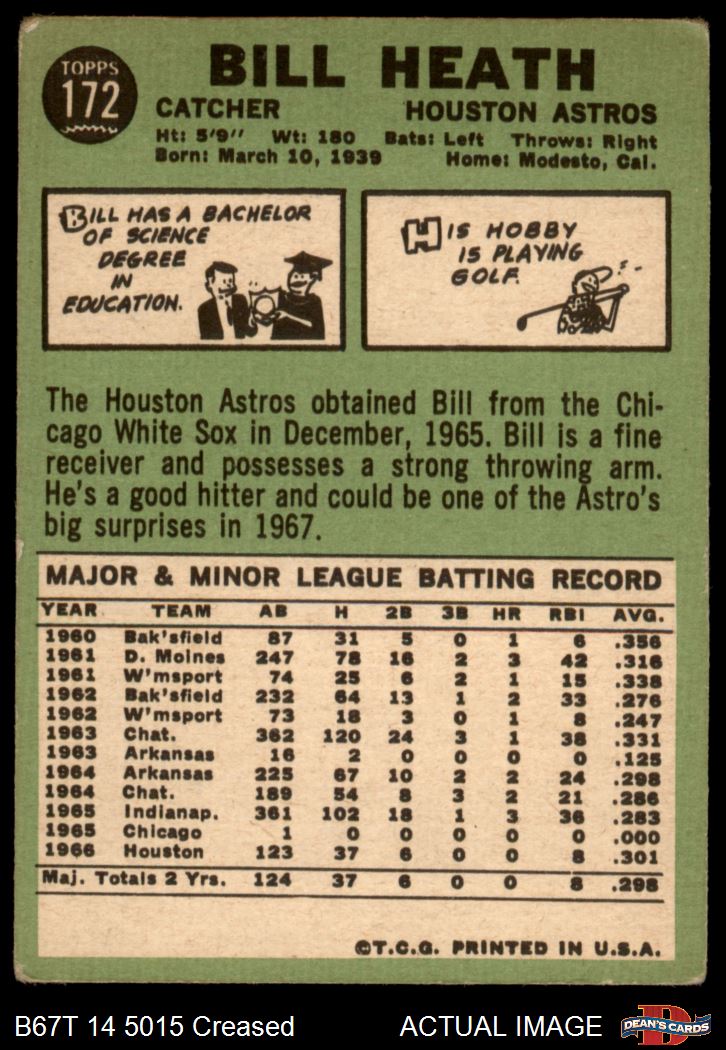 TOPPS
172
BILL HEATH
CATCHER HOUSTON ASTROS
Ht: 5'9" Wt: 180 Bats: Left Throws: Right
Born: March 10, 1939 Home: Modesto, Cal.
BILL HAS A BACHELOR
OF SCIENCE
DEGREE
IN
EDUCATION.
HIS HOBBY
IS PLAYING
GOLF.
The Houston Astros obtained Bill from the Chi-
cago White Sox in December, 1965. Bill is a fine
receiver and possesses a strong throwing arm.
He's a good hitter and could be one of the Astro's
big surprises in 1967.
MAJOR & MINOR LEAGUE BATTING RECORD
YEAR TEAM AB H 2B 3B HR RBI AVG.
1960 Bak'sfield 87 31 5 0 1 6 .356
1961 D. Moines 247 78 16 2 3 42 .316
1961 W'msport 74 25 6 2 1 15 .338
1962 Bak'sfield 232 64 13 1 2 33 .276
1962 W'msport 73 18 3 0 1 8 .247
1963 Chat. 362 120 24 3 1 38 .331
1963 Arkansas 16 2 0 0 0 0 .125
1964 Arkansas 225 67 10 2 2 24 .298
1964 Chat. 189 54 8 3 2 21 .286
1965 Indianap. 361 102 18 1 3 36 .283
1965 Chicago 1 0 0 0 0 0 .000
1966 Houston 123 37 6 0 0 8 .301
Maj. Totals 2 Yrs. 124 37 6 0 0 8 .298
©T.C.G. PRINTED IN U.S.A.
B67T 14 5015 Creased ACTUAL IMAGE
D
DEAN'S CARDS